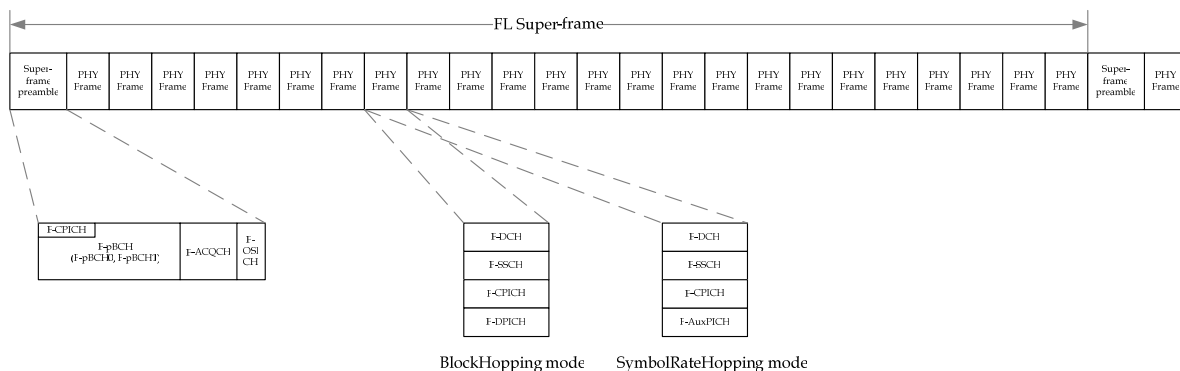 FL Super-frame
Super-
frame
preamble
PHY
Frame
PHY
Frame
PHY
Frame
PHY
Frame
PHY
Frame
PHY
Frame
PHY
Frame
PHY
Frame
PHY
Frame
PHY
Frame
PHY
Frame
PHY
Frame
PHY
Frame
PHY
Frame
PHY
Frame
PHY
Frame
PHY
Frame
PHY
Frame
PHY
Frame
PHY
Frame
PHY
Frame
PHY
Frame
PHY
Frame
PHY
Frame
Super-
frame
preamble
PHY
Frame
F-CPICH
F-pBCH
(F-pBCH0, F-pBCH1)
F-ACQCH
F-
OSI
CH
F-DCH
F-SSCH
F-CPICH
F-DPICH
BlockHopping mode
F-DCH
F-SSCH
F-CPICH
F-AuxPICH
SymbolRateHopping mode